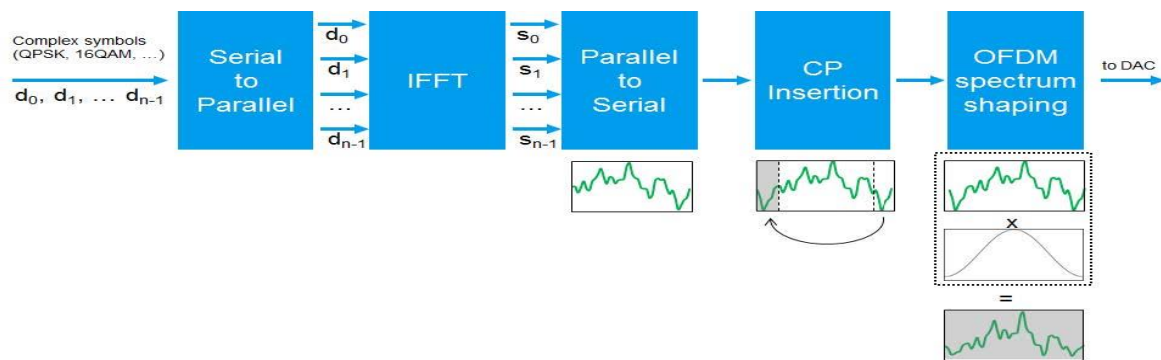 Complex symbols
(QPSK, 16QAM, ...)
d0, d1, ... dn-1
Serial
to
Parallel
d0
d1
...
dn-1
IFFT
s0
s1
...
sn-1
Parallel
to
Serial
CP
Insertion
OFDM
spectrum
shaping
to DAC
x
=